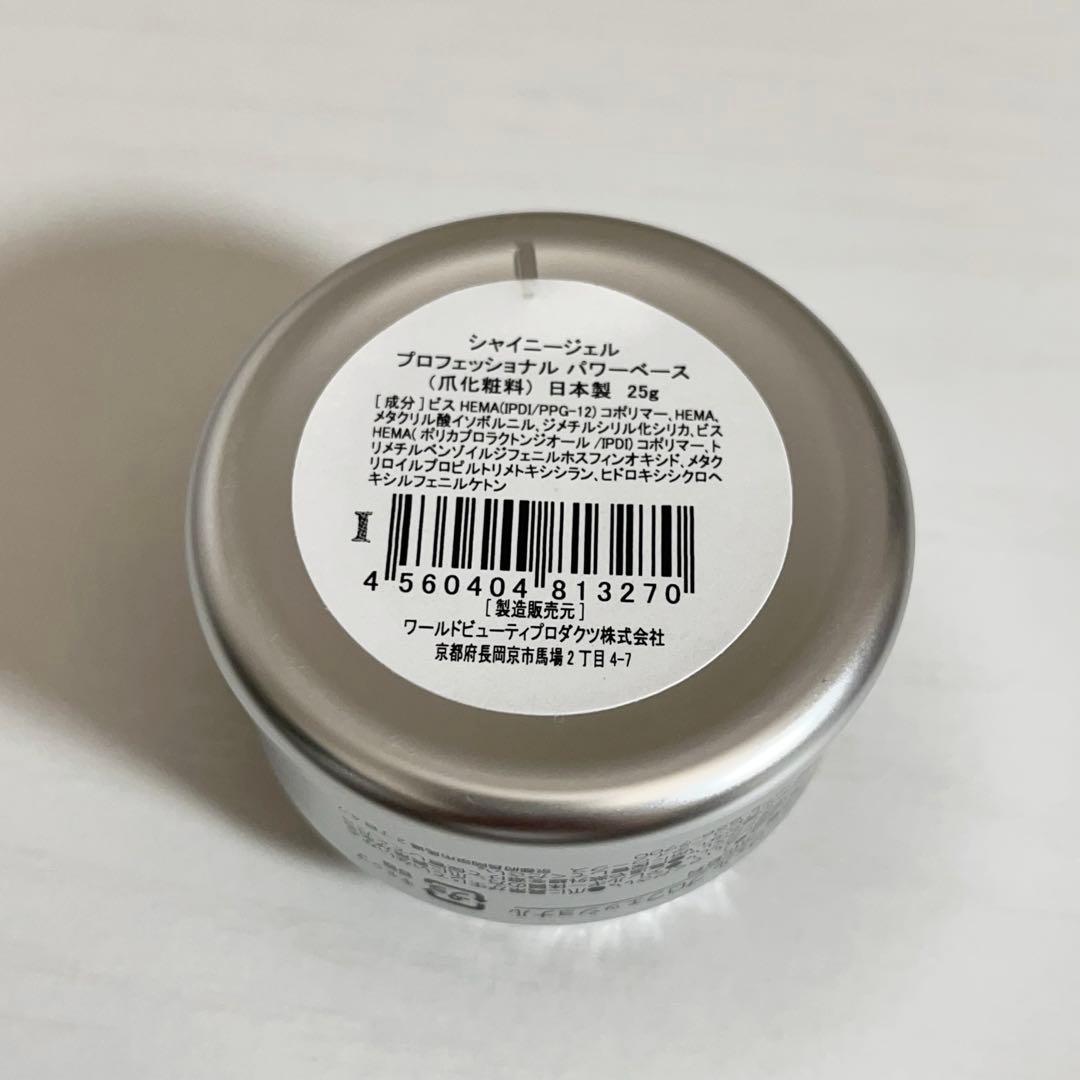 シャイニージェル
プロフェッショナル パワーベース
（爪化粧料） 日本製 25g
[成分] ビス HEMA(IPDI/PPG-12) コポリマー、HEMA、
メタクリル酸イソボルニル、ジメチルシリル化シリカ、ビス
HEMA( ポリカプロラクトンジオール /IPDI) コポリマー、ト
リメチルベンゾイルジフェニルホスフィンオキシド、メタク
リロイルプロピルトリメトキシシラン、ヒドロキシシクロヘ
キシルフェニルケトン
I
4 560404 813270
[ 製造販売元 ]
ワールドビューティプロダクツ株式会社
京都府長岡京市馬場 2 丁目 4-7
プロフェッショナル